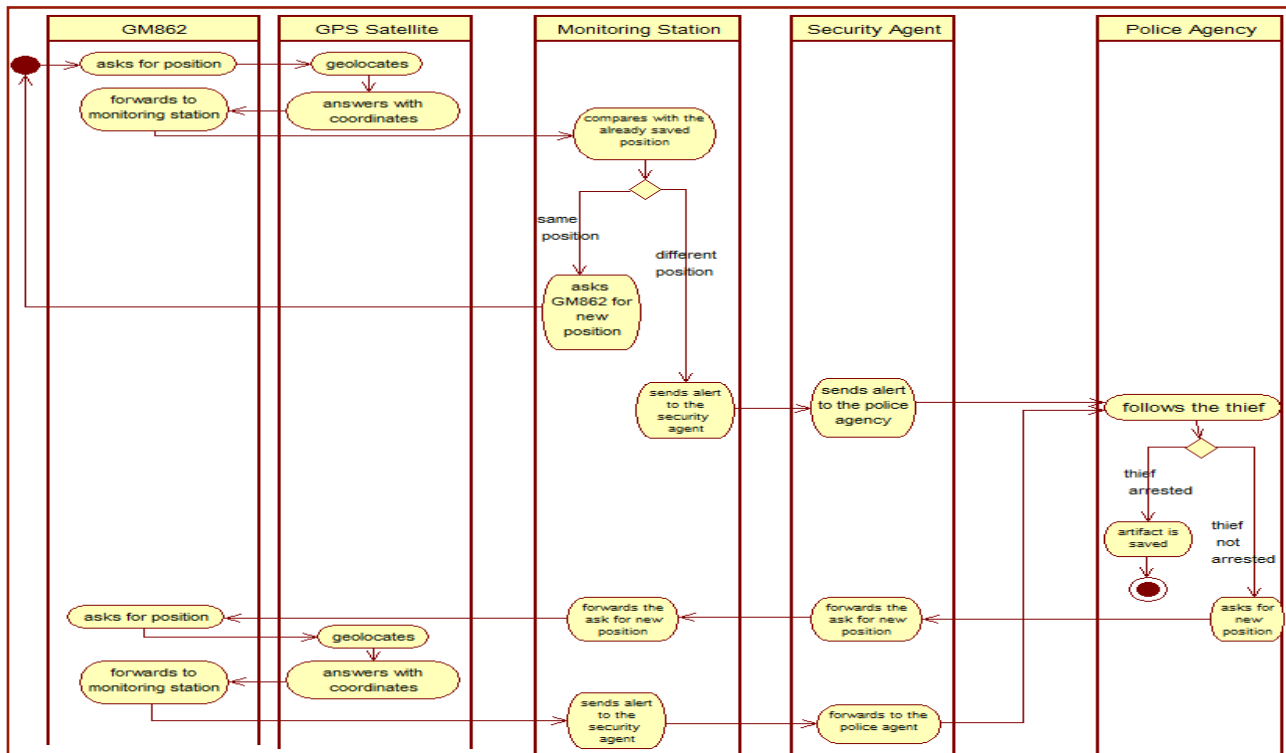 GM862
GPS Satellite
Monitoring Station
Security Agent
Police Agency
asks for position
geolocates
forwards to
monitoring station
answers with
coordinates
compares with the
already saved
position
same
position
different
position
asks
GM862 for
new
position
sends alert
to the
security
agent
sends alert
to the police
agency
follows the thief
thief
arrested
thief
not
arrested
artifact is
saved
asks for
new
position
forwards the
ask for new
position
forwards the
ask for new
position
asks for position
geolocates
answers with
coordinates
forwards to
monitoring station
sends alert
to the
security
agent
forwards to the
police agent